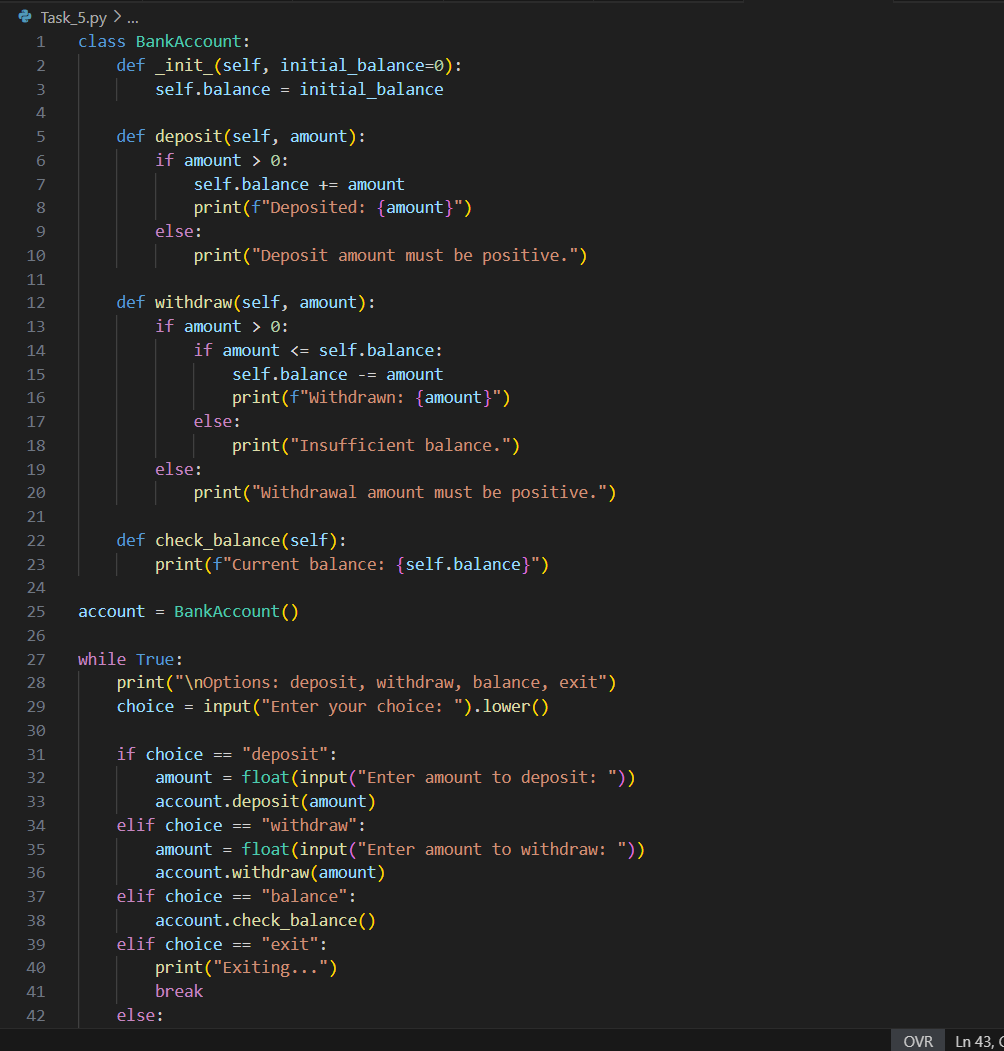 Task_5.py > ...
1 class BankAccount:
2     def _init_(self, initial_balance=0):
3         self.balance = initial_balance
4
5     def deposit(self, amount):
6         if amount > 0:
7             self.balance += amount
8             print(f"Deposited: {amount}")
9         else:
10             print("Deposit amount must be positive.")
11
12     def withdraw(self, amount):
13         if amount > 0:
14             if amount <= self.balance:
15                 self.balance -= amount
16                 print(f"Withdrawn: {amount}")
17             else:
18                 print("Insufficient balance.")
19         else:
20             print("Withdrawal amount must be positive.")
21
22     def check_balance(self):
23         print(f"Current balance: {self.balance}")
24
25 account = BankAccount()
26
27 while True:
28     print("\nOptions: deposit, withdraw, balance, exit")
29     choice = input("Enter your choice: ").lower()
30
31     if choice == "deposit":
32         amount = float(input("Enter amount to deposit: "))
33         account.deposit(amount)
34     elif choice == "withdraw":
35         amount = float(input("Enter amount to withdraw: "))
36         account.withdraw(amount)
37     elif choice == "balance":
38         account.check_balance()
39     elif choice == "exit":
40         print("Exiting...")
41         break
42     else:
OVR Ln 43,